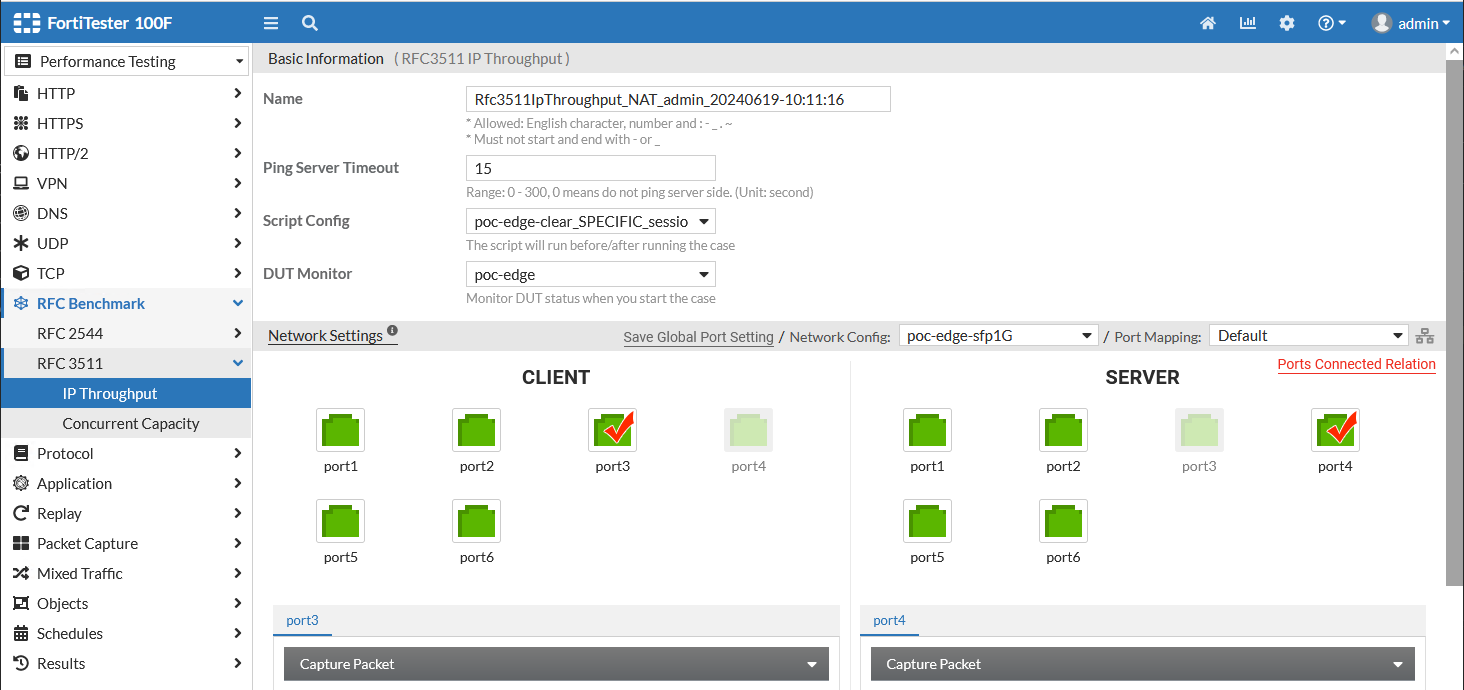 FortiTester 100F
admin
Performance Testing
HTTP
HTTPS
HTTP/2
VPN
DNS
UDP
TCP
RFC Benchmark
RFC 2544
RFC 3511
IP Throughput
Concurrent Capacity
Protocol
Application
Replay
Packet Capture
Mixed Traffic
Objects
Schedules
Results
Basic Information ( RFC3511 IP Throughput )
Name
Rfc3511IpThroughput_NAT_admin_20240619-10:11:16
* Allowed: English character, number and : - _ . ~
* Must not start and end with - or _
Ping Server Timeout
15
Range: 0 - 300, 0 means do not ping server side. (Unit: second)
Script Config
poc-edge-clear_SPECIFIC_sessio
The script will run before/after running the case
DUT Monitor
poc-edge
Monitor DUT status when you start the case
Network Settings
Save Global Port Setting / Network Config: poc-edge-sfp1G / Port Mapping: Default
Ports Connected Relation
CLIENT
port1 port2 port3 port4
port5 port6
port3
Capture Packet
SERVER
port1 port2 port3 port4
port5 port6
port4
Capture Packet